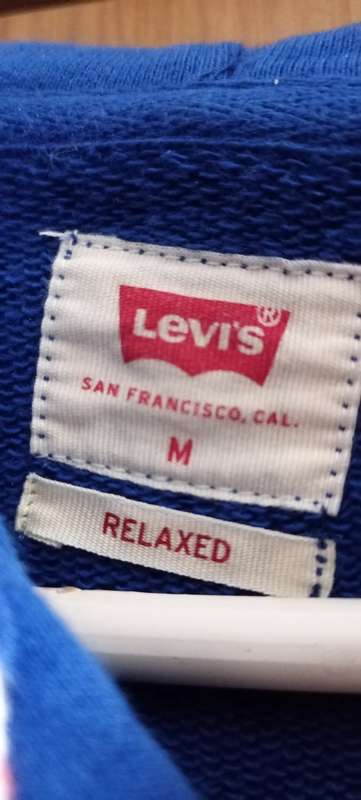 Levi's®
SAN FRANCISCO, CAL.
M
RELAXED